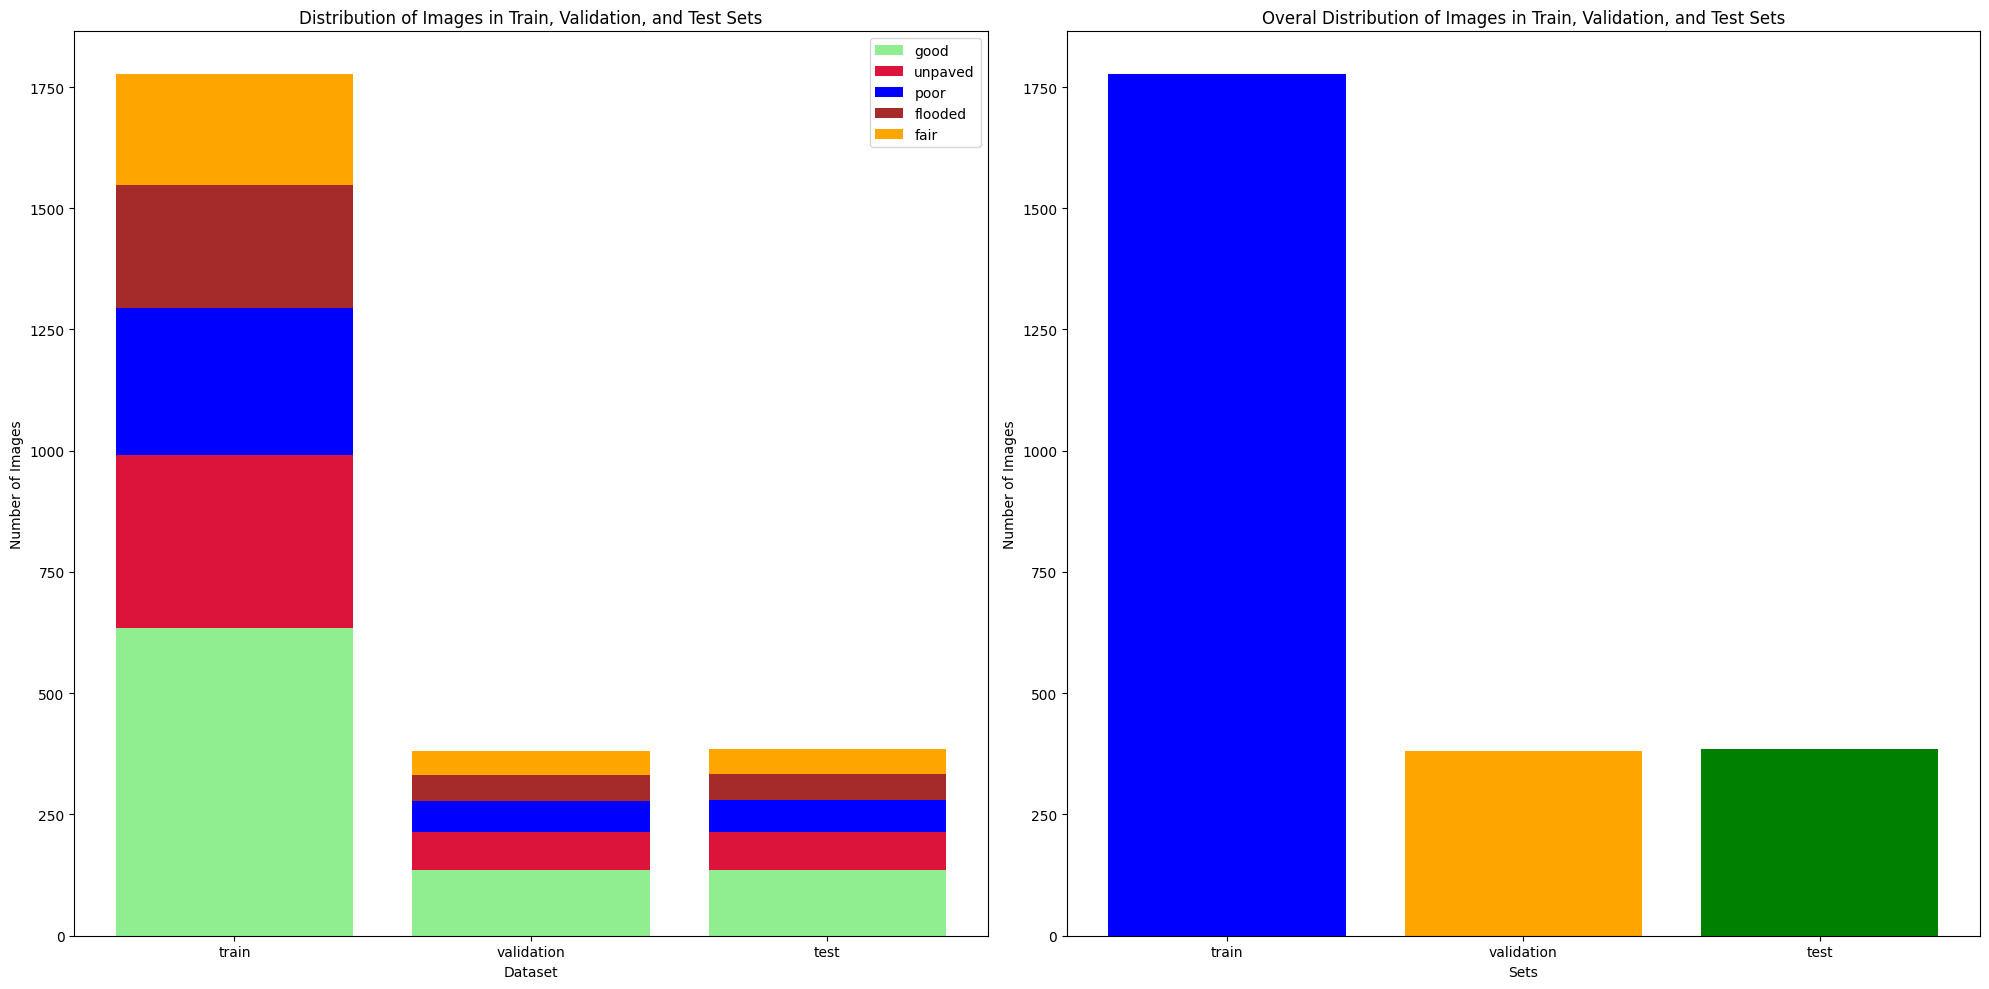 Distribution of Images in Train, Validation, and Test Sets
good
unpaved
poor
flooded
fair
Number of Images
1750
1500
1250
1000
750
500
250
0
train
validation
test
Dataset
Overal Distribution of Images in Train, Validation, and Test Sets
Number of Images
1750
1500
1250
1000
750
500
250
0
train
validation
test
Sets